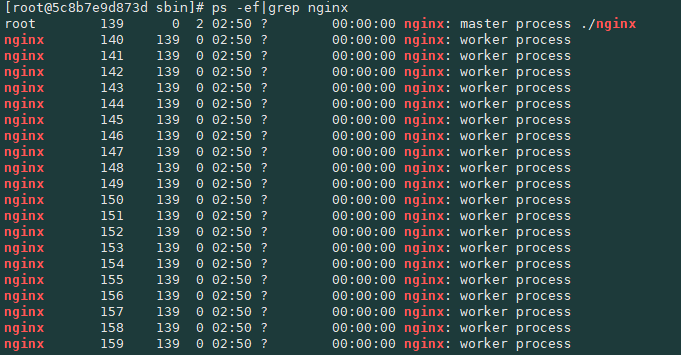 [root@5c8b7e9d873d sbin]# ps -ef|grep nginx
root       139     0  2 02:50 ?        00:00:00 nginx: master process ./nginx
nginx      140   139  0 02:50 ?        00:00:00 nginx: worker process
nginx      141   139  0 02:50 ?        00:00:00 nginx: worker process
nginx      142   139  0 02:50 ?        00:00:00 nginx: worker process
nginx      143   139  0 02:50 ?        00:00:00 nginx: worker process
nginx      144   139  0 02:50 ?        00:00:00 nginx: worker process
nginx      145   139  0 02:50 ?        00:00:00 nginx: worker process
nginx      146   139  0 02:50 ?        00:00:00 nginx: worker process
nginx      147   139  0 02:50 ?        00:00:00 nginx: worker process
nginx      148   139  0 02:50 ?        00:00:00 nginx: worker process
nginx      149   139  0 02:50 ?        00:00:00 nginx: worker process
nginx      150   139  0 02:50 ?        00:00:00 nginx: worker process
nginx      151   139  0 02:50 ?        00:00:00 nginx: worker process
nginx      152   139  0 02:50 ?        00:00:00 nginx: worker process
nginx      153   139  0 02:50 ?        00:00:00 nginx: worker process
nginx      154   139  0 02:50 ?        00:00:00 nginx: worker process
nginx      155   139  0 02:50 ?        00:00:00 nginx: worker process
nginx      156   139  0 02:50 ?        00:00:00 nginx: worker process
nginx      157   139  0 02:50 ?        00:00:00 nginx: worker process
nginx      158   139  0 02:50 ?        00:00:00 nginx: worker process
nginx      159   139  0 02:50 ?        00:00:00 nginx: worker process